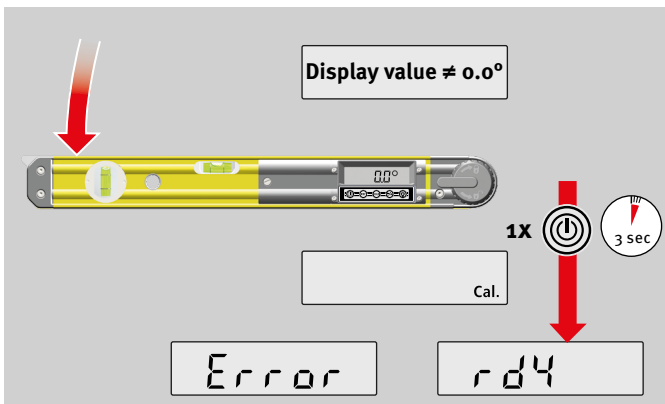 Display value ≠ 0.0°
0.0°
1X
3 sec
Cal.
Error
rdY